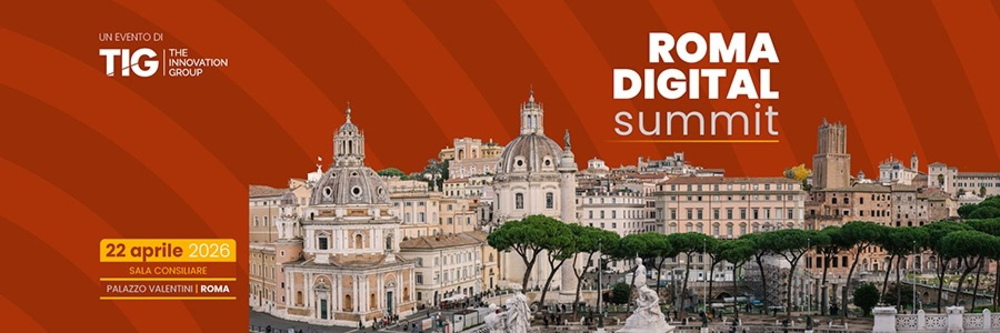 UN EVENTO DI
TIG
THE
INNOVATION
GROUP
ROMA
DIGITAL
summit
22 aprile 2026
SALA CONSILIARE
PALAZZO VALENTINI | ROMA